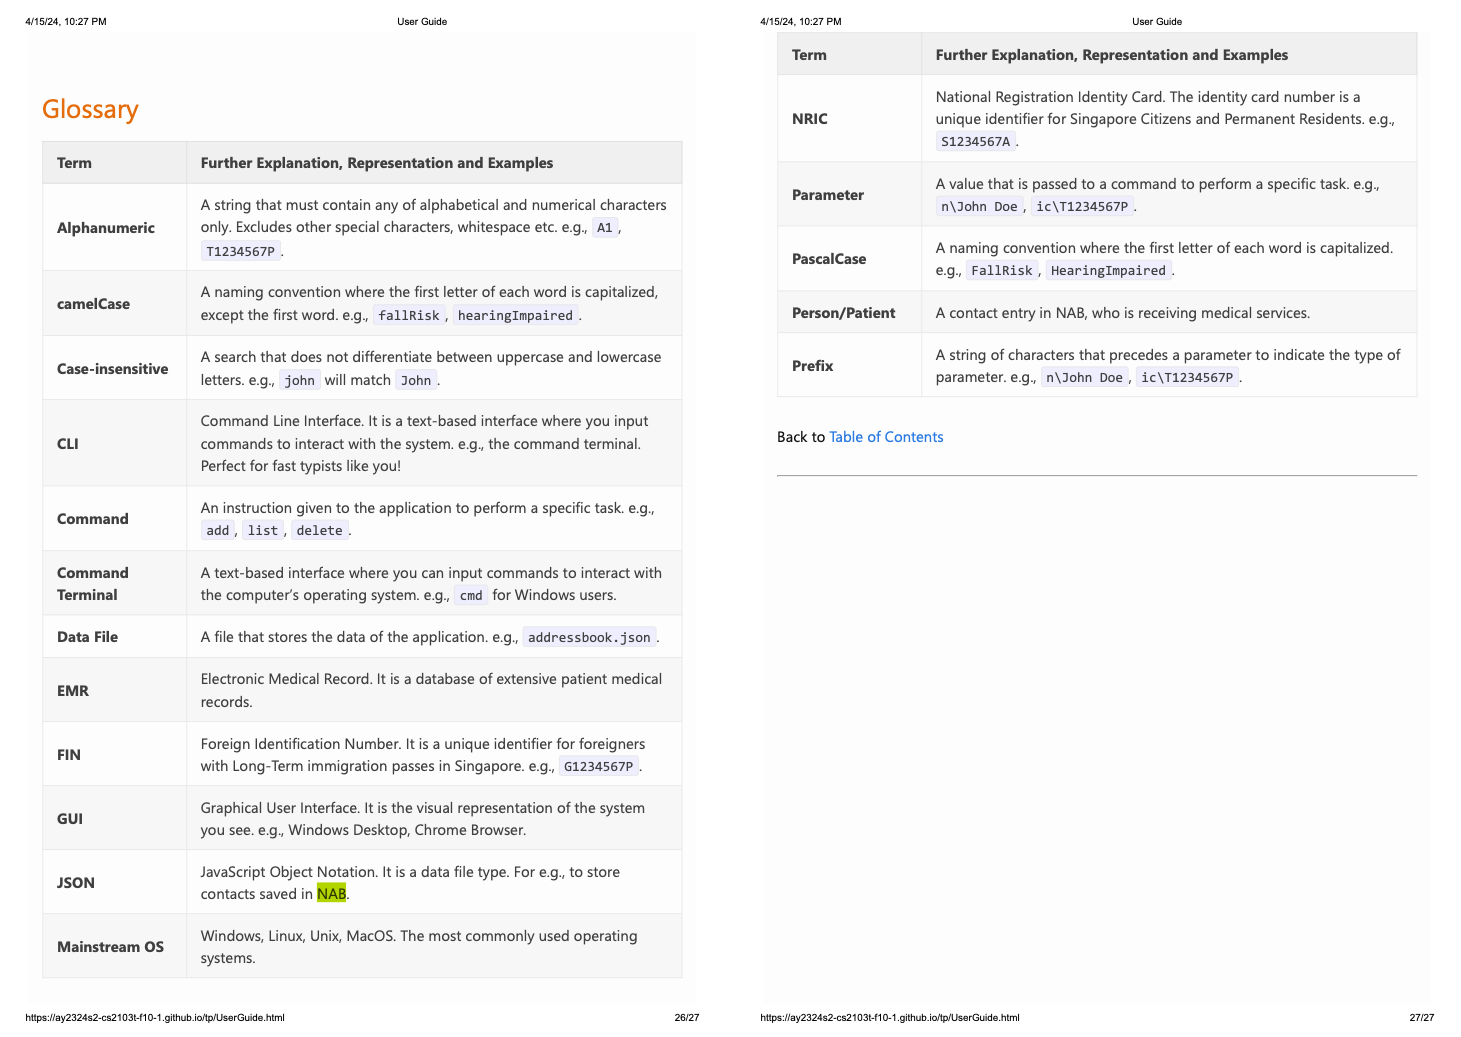 4/15/24, 10:27 PM
User Guide
Glossary
Term
Further Explanation, Representation and Examples
Alphanumeric
A string that must contain any of alphabetical and numerical characters
only. Excludes other special characters, whitespace etc. e.g., A1 ,
T1234567P .
camelCase
A naming convention where the first letter of each word is capitalized,
except the first word. e.g., fallRisk , hearingImpaired .
Case-insensitive
A search that does not differentiate between uppercase and lowercase
letters. e.g., john will match John .
CLI
Command Line Interface. It is a text-based interface where you input
commands to interact with the system. e.g., the command terminal.
Perfect for fast typists like you!
Command
An instruction given to the application to perform a specific task. e.g.,
add , list , delete .
Command
Terminal
A text-based interface where you can input commands to interact with
the computer’s operating system. e.g., cmd for Windows users.
Data File
A file that stores the data of the application. e.g., addressbook.json .
EMR
Electronic Medical Record. It is a database of extensive patient medical
records.
FIN
Foreign Identification Number. It is a unique identifier for foreigners
with Long-Term immigration passes in Singapore. e.g., G1234567P .
GUI
Graphical User Interface. It is the visual representation of the system
you see. e.g., Windows Desktop, Chrome Browser.
JSON
JavaScript Object Notation. It is a data file type. For e.g., to store
contacts saved in NAB.
Mainstream OS
Windows, Linux, Unix, MacOS. The most commonly used operating
systems.
https://ay2324s2-cs2103t-f10-1.github.io/tp/UserGuide.html
26/27
4/15/24, 10:27 PM
User Guide
Term
Further Explanation, Representation and Examples
NRIC
National Registration Identity Card. The identity card number is a
unique identifier for Singapore Citizens and Permanent Residents. e.g.,
S1234567A .
Parameter
A value that is passed to a command to perform a specific task. e.g.,
n\John Doe , ic\T1234567P .
PascalCase
A naming convention where the first letter of each word is capitalized.
e.g., FallRisk , HearingImpaired .
Person/Patient
A contact entry in NAB, who is receiving medical services.
Prefix
A string of characters that precedes a parameter to indicate the type of
parameter. e.g., n\John Doe , ic\T1234567P .
Back to Table of Contents
https://ay2324s2-cs2103t-f10-1.github.io/tp/UserGuide.html
27/27